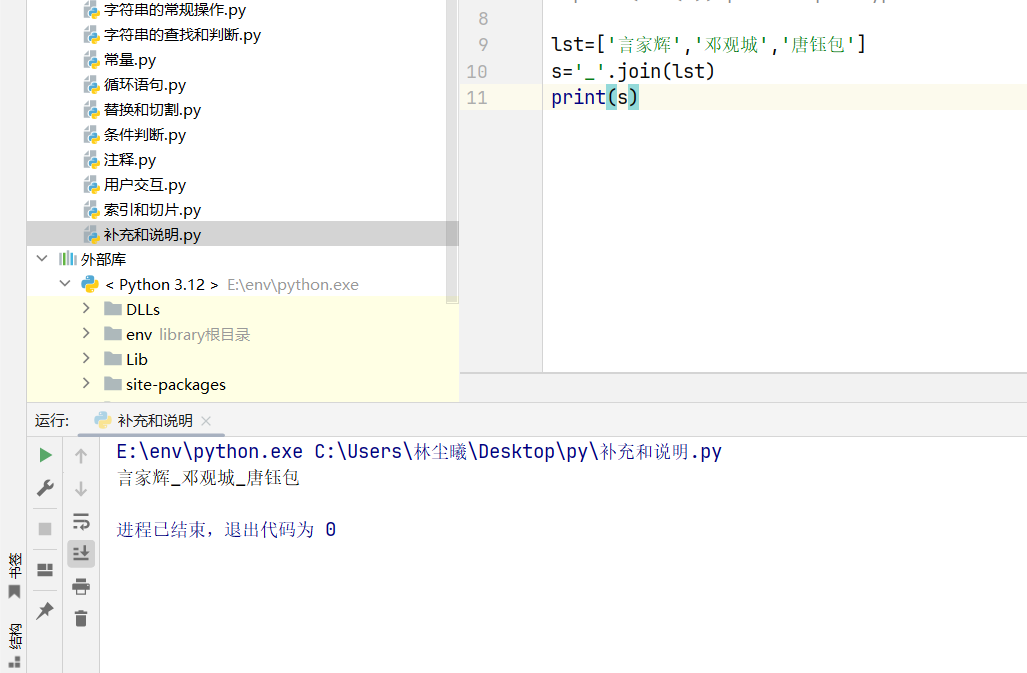 字符串的常规操作.py
字符串的查找和判断.py
常量.py
循环语句.py
替换和切割.py
条件判断.py
注释.py
用户交互.py
索引和切片.py
补充和说明.py
外部库
< Python 3.12 > E:\env\python.exe
DLLs
env library根目录
Lib
site-packages
8
9 lst=['言家辉','邓观城','唐钰包']
10 s='_'.join(lst)
11 print(s)
运行: 补充和说明
E:\env\python.exe C:\Users\林尘曦\Desktop\py\补充和说明.py
言家辉_邓观城_唐钰包
进程已结束，退出代码为 0
书签
结构